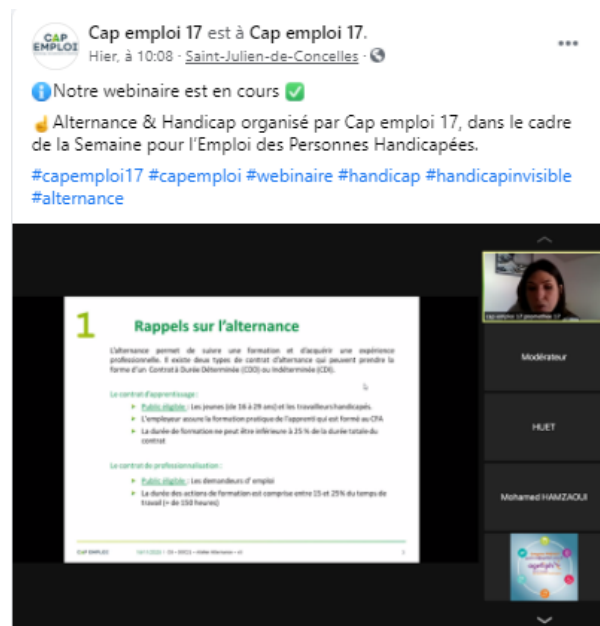 CAP
EMPLOI
Cap emploi 17 est à Cap emploi 17.
Hier, à 10:08 · Saint-Julien-de-Concelles ·
Notre webinaire est en cours
Alternance & Handicap organisé par Cap emploi 17, dans le cadre
de la Semaine pour l'Emploi des Personnes Handicapées.
#capemploi17 #capemploi #webinaire #handicap #handicapinvisible
#alternance
1
Rappels sur l'alternance
L'alternance permet de suivre une formation et d'acquérir une expérience
professionnelle. Il existe deux types de contrat d'alternance qui peuvent prendre la
forme d'un Contrat à Durée Déterminée (CDD) ou Indéterminée (CDI).
Le contrat d'apprentissage :
Public éligible : Les jeunes (de 16 à 29 ans) et les travailleurs handicapés.
L'employeur assure la formation pratique de l'apprenti qui est formé au CFA
La durée de formation ne peut être inférieure à 25 % de la durée totale du
contrat
Le contrat de professionnalisation :
Public éligible : Les demandeurs d' emploi
La durée des actions de formation est comprise entre 15 et 25% du temps de
travail (> de 150 heures)
CAP EMPLOI
cap emploi 17 promethee 17
Modérateur
HUET
Mohamed HAMZAOUI